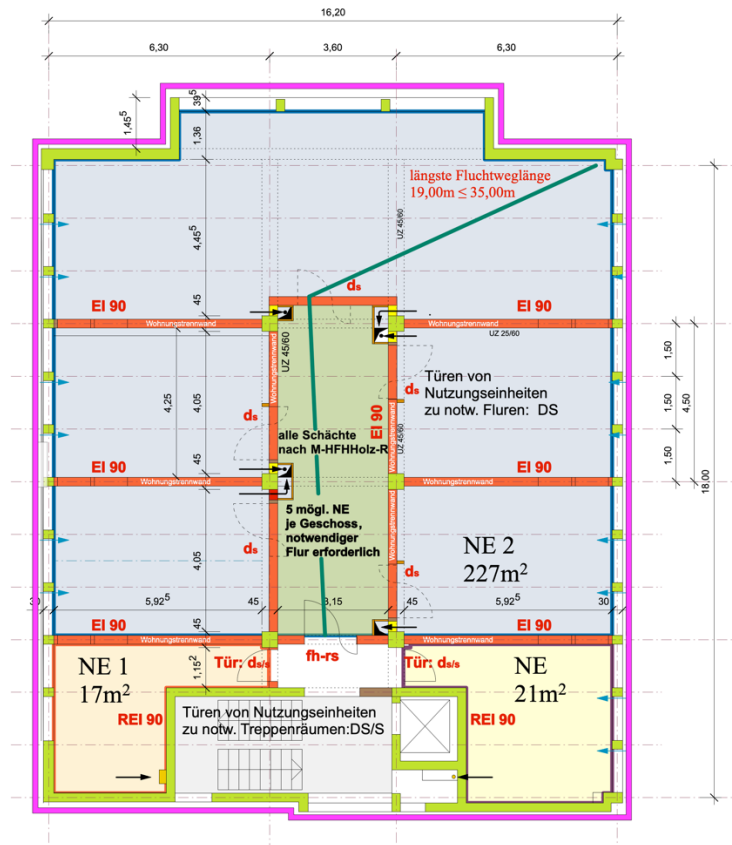 16,20
6,30
3,60
6,30
39⁵
1,45⁵
1,36
längste Fluchtweglänge
19,00m ≤ 35,00m
4,45⁵
UZ 45/60
ds
EI 90
45
EI 90
Wohnungstrennwand
Wohnungstrennwand
UZ 25/60
UZ 45/60
Wohnungstrennwand
1,50
4,25
4,05
Türen von
Nutzungseinheiten
zu notw. Fluren: DS
ds
1,50
4,50
ds
EI 90
Wohnungstrennwand
UZ 45/60
alle Schächte
nach M-HFHHolz-R
1,50
EI 90
45
EI 90
Wohnungstrennwand
Wohnungstrennwand
18.00
5 mögl. NE
je Geschoss,
notwendiger
Flur erforderlich
Wohnungstrennwand
NE 2
227m²
4,05
ds
ds
30
5,92⁵
45
3,15
45
5,92⁵
30
EI 90
45
EI 90
Wohnungstrennwand
Wohnungstrennwand
1,15²
fh-rs
NE 1
17m²
Tür: ds/s
Tür: ds/s
NE
21m²
REI 90
Türen von Nutzungseinheiten
zu notw. Treppenräumen:DS/S
REI 90